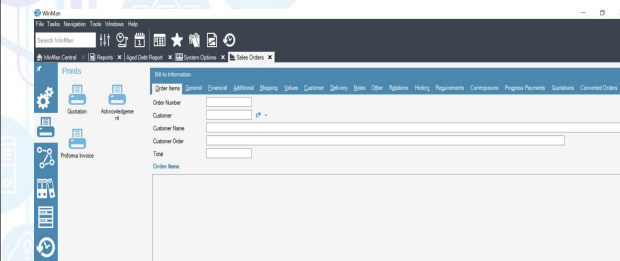 WinMan
File Tasks Navigation Tools Windows Help
Search WinMan
WinMan Central Reports Aged Debt Report System Options Sales Orders
Prints
Quotation Acknowledgement
Proforma invoice
Bill-to Information
Order Items General Financial Additional Shipping Values Customer Delivery Notes Other Relations History Requirements Commissions Progress Payments Quotations Converted Orders
Order Number
Customer
Customer Name
Customer Order
Total
Order Items